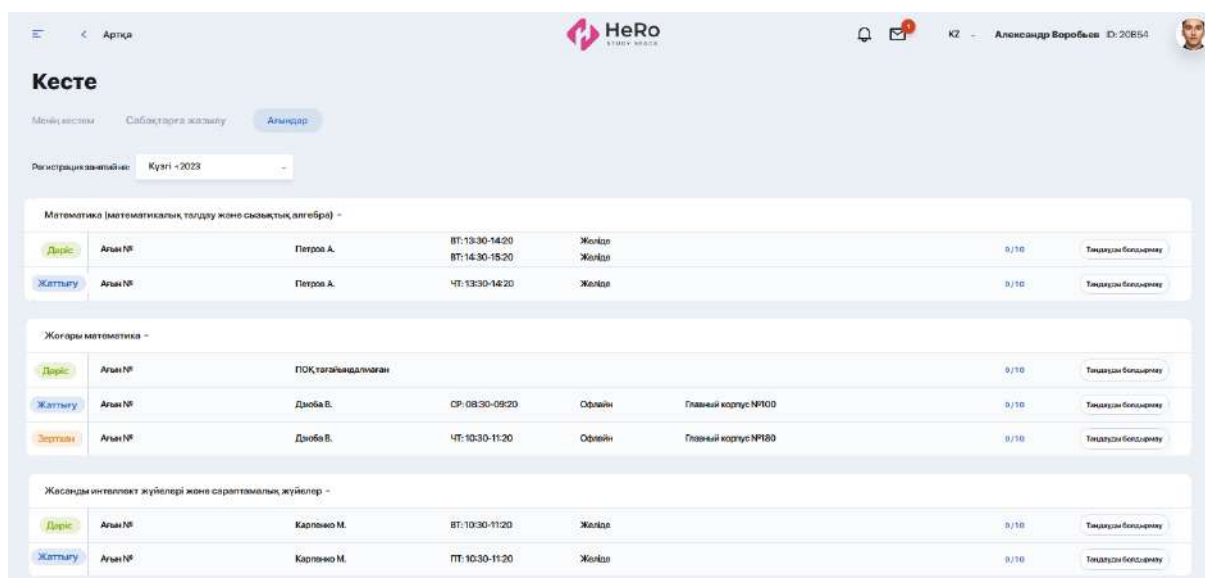 Артқа
HeRo
STUDY SPACE
1
KZ
Александр Воробьев ID: 20854
Кесте
Менің кестем Сабақтарға жазылу Ағындар
Регистрация занятий на: Күзгі - 2023
Математика (математикалық талдау және сызықтық алгебра)
Дәріс Ағын № Петров А. ВТ: 13:30-14:20 Желіде 0/10 Таңдауды болдырмау
ВТ: 14:30-15:20 Желіде
Жаттығу Ағын № Петров А. ЧТ: 13:30-14:20 Желіде 0/10 Таңдауды болдырмау
Жоғары математика
Дәріс Ағын № ПОҚ тағайындалмаған 0/10 Таңдауды болдырмау
Жаттығу Ағын № Дзюба В. СР: 08:30-09:20 Офлайн Главный корпус №100 0/10 Таңдауды болдырмау
Зертхан Ағын № Дзюба В. ЧТ: 10:30-11:20 Офлайн Главный корпус №180 0/10 Таңдауды болдырмау
Жасанды интеллект жүйелері және сараптамалық жүйелер
Дәріс Ағын № Карпенко М. ВТ: 10:30-11:20 Желіде 0/10 Таңдауды болдырмау
Жаттығу Ағын № Карпенко М. ПТ: 10:30-11:20 Желіде 0/10 Таңдауды болдырмау